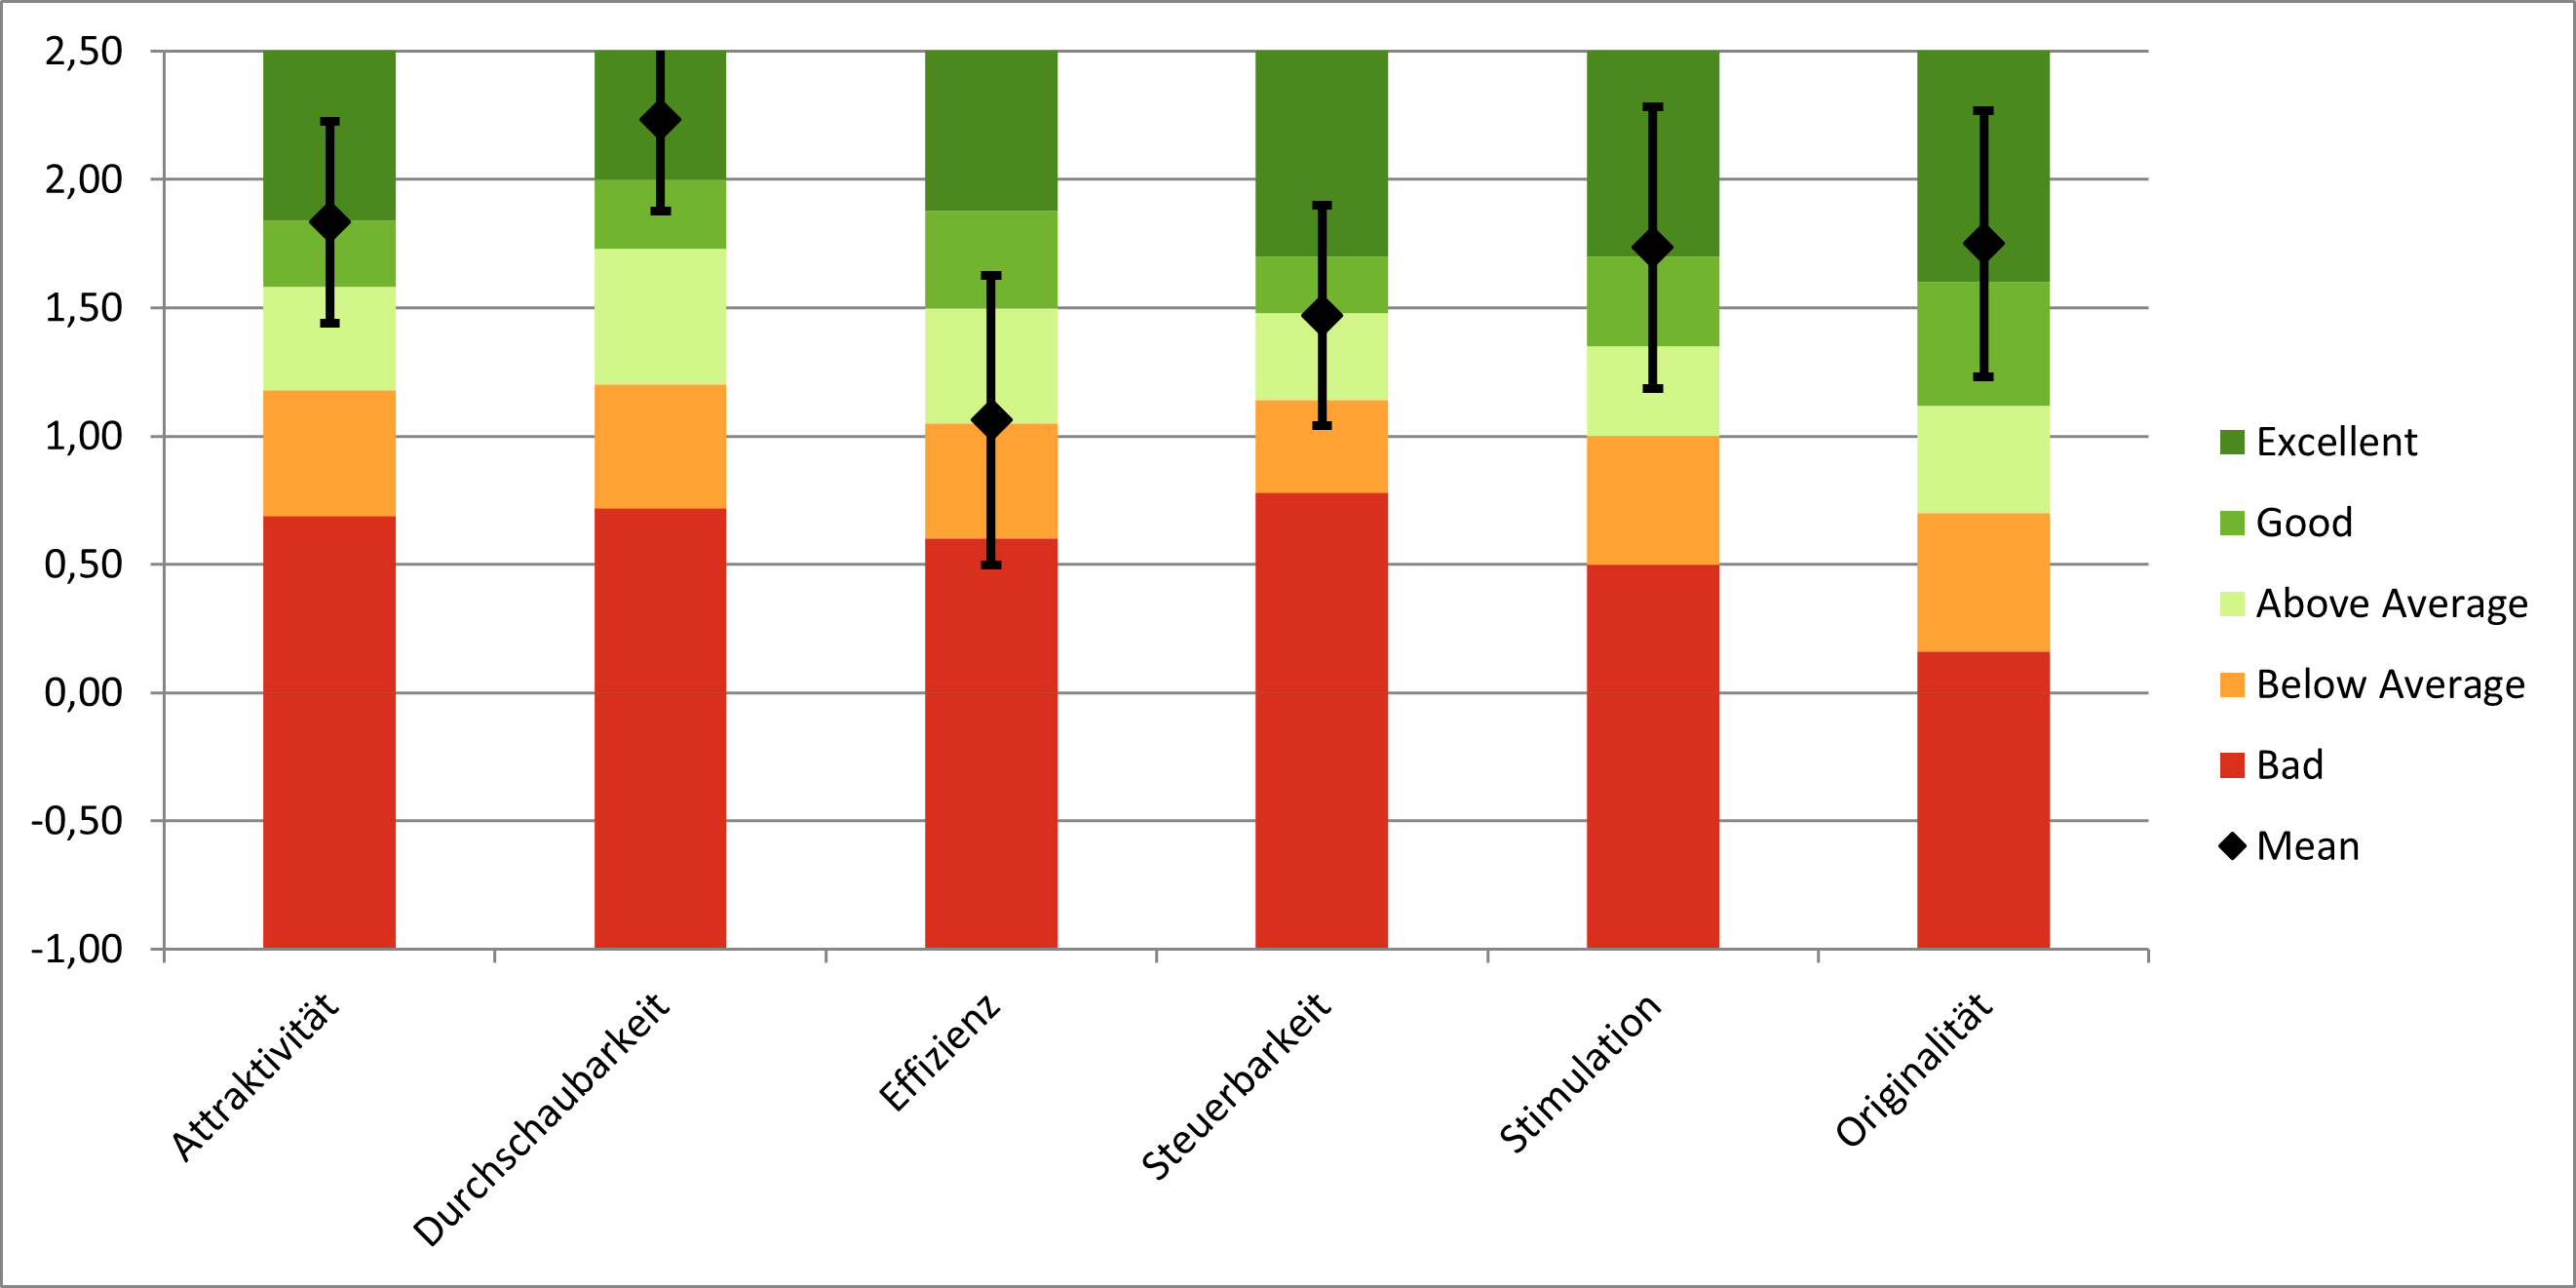 2,50
2,00
1,50
1,00
0,50
0,00
-0,50
-1,00
Attraktivität
Durchschaubarkeit
Effizienz
Steuerbarkeit
Stimulation
Originalität
Excellent
Good
Above Average
Below Average
Bad
Mean